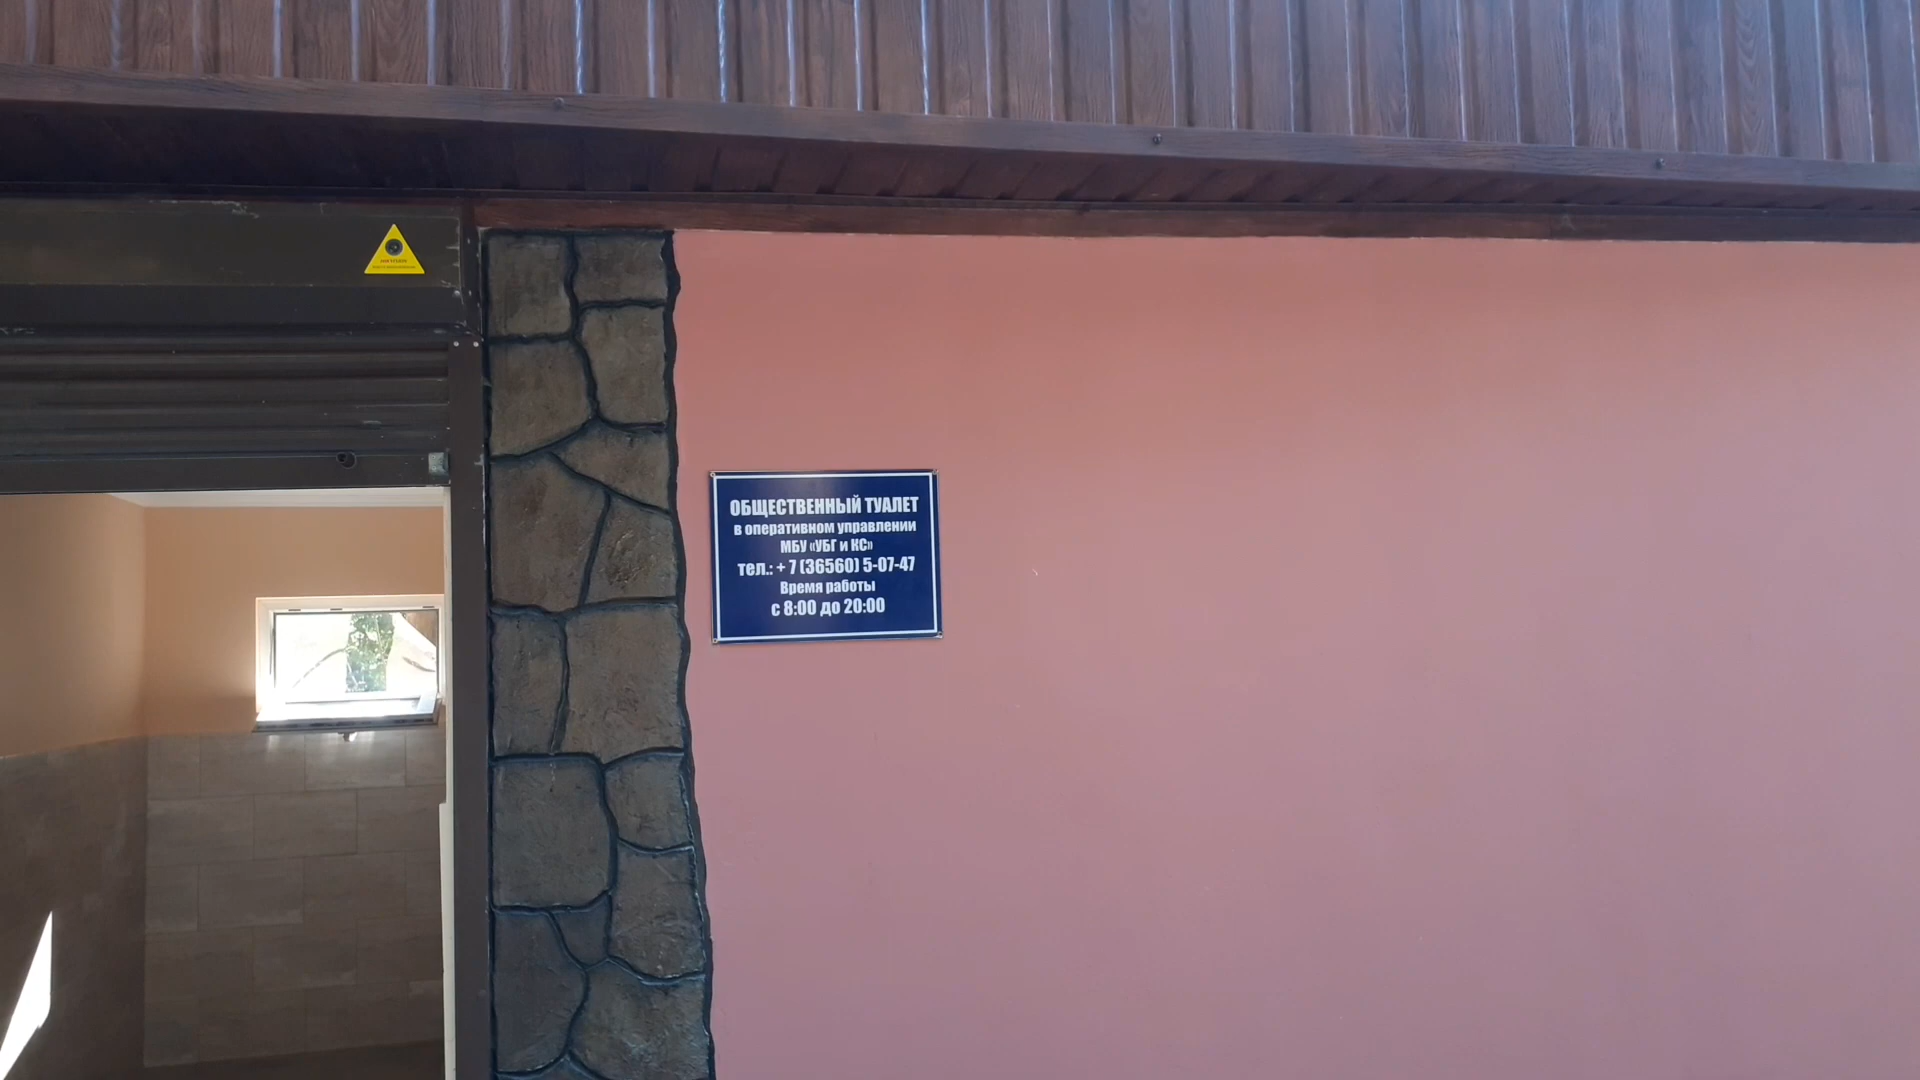 ОБЩЕСТВЕННЫЙ ТУАЛЕТ
в оперативном управлении
МБУ «УБГ и КС»
тел.: + 7 (36560) 5-07-47
Время работы
с 8:00 до 20:00